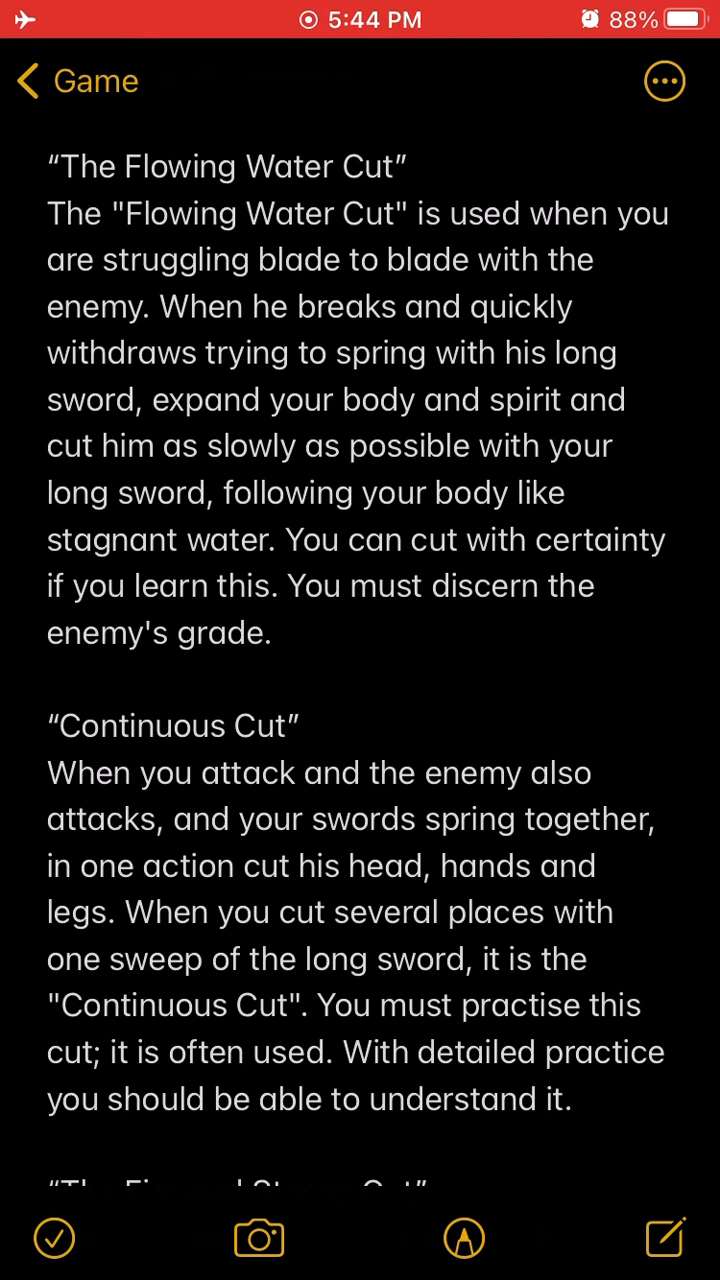 5:44 PM
88%
Game
“The Flowing Water Cut”
The "Flowing Water Cut" is used when you
are struggling blade to blade with the
enemy. When he breaks and quickly
withdraws trying to spring with his long
sword, expand your body and spirit and
cut him as slowly as possible with your
long sword, following your body like
stagnant water. You can cut with certainty
if you learn this. You must discern the
enemy's grade.
“Continuous Cut”
When you attack and the enemy also
attacks, and your swords spring together,
in one action cut his head, hands and
legs. When you cut several places with
one sweep of the long sword, it is the
"Continuous Cut". You must practise this
cut; it is often used. With detailed practice
you should be able to understand it.